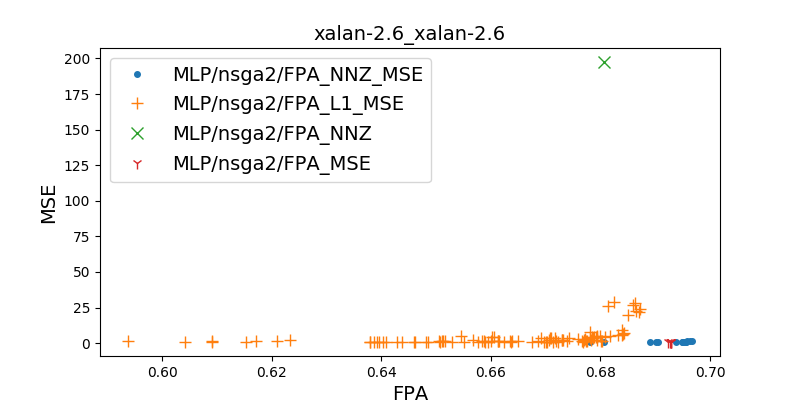 xalan-2.6_xalan-2.6
MLP/nsga2/FPA_NNZ_MSE
MLP/nsga2/FPA_L1_MSE
MLP/nsga2/FPA_NNZ
MLP/nsga2/FPA_MSE
200
175
150
125
100
75
50
25
0
MSE
0.60 0.62 0.64 0.66 0.68 0.70
FPA